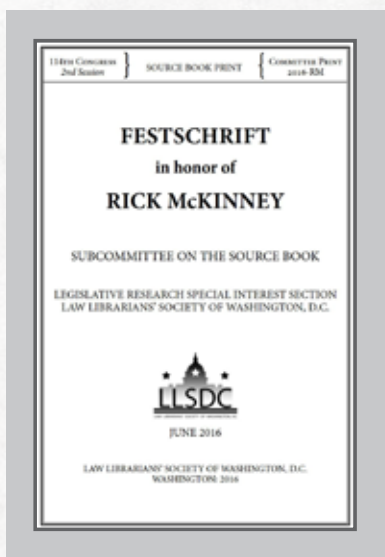 114th Congress
2nd Session
SOURCE BOOK PRINT
Committee Print
2016-RM
FESTSCHRIFT
in honor of
RICK McKINNEY
SUBCOMMITTEE ON THE SOURCE BOOK
LEGISLATIVE RESEARCH SPECIAL INTEREST SECTION
LAW LIBRARIANS' SOCIETY OF WASHINGTON, D.C.
LLSDC
JUNE 2016
LAW LIBRARIANS' SOCIETY OF WASHINGTON, D.C.
WASHINGTON: 2016